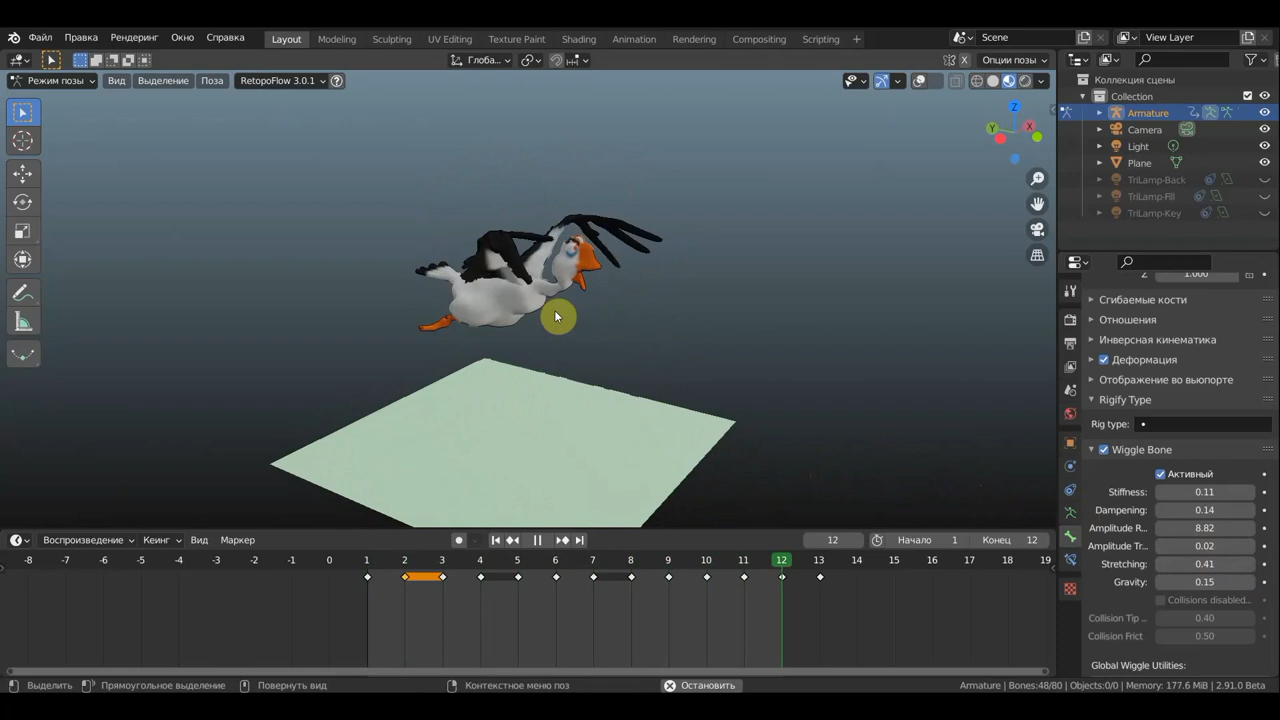 Файл Правка Рендеринг Окно Справка Layout Modeling Sculpting UV Editing Texture Paint Shading Animation Rendering Compositing Scripting + Scene View Layer
Глоба... X Опции позы
Режим позы Вид Выделение Поза RetopoFlow 3.0.1
Коллекция сцены
Collection
Armature
Camera
Light
Plane
TriLamp-Back
TriLamp-Fill
TriLamp-Key
Z
Y
X
Z 1.000
Сгибаемые кости
Отношения
Инверсная кинематика
Деформация
Отображение во вьюпорте
Rigify Type
Rig type:
Wiggle Bone
Активный
Stiffness: 0.11
Dampening: 0.14
Amplitude R... 8.82
Amplitude Tr... 0.02
Stretching: 0.41
Gravity: 0.15
Collisions disabled...
Collision Tip ... 0.40
Collision Frict 0.50
Global Wiggle Utilities:
Воспроизведение Кеинг Вид Маркер 12 Начало 1 Конец 12
-8 -7 -6 -5 -4 -3 -2 -1 0 1 2 3 4 5 6 7 8 9 10 11 12 13 14 15 16 17 18 19
Выделить Прямоугольное выделение Повернуть вид Контекстное меню поз Остановить Armature | Bones:48/80 | Objects:0/0 | Memory: 177.6 MiB | 2.91.0 Beta